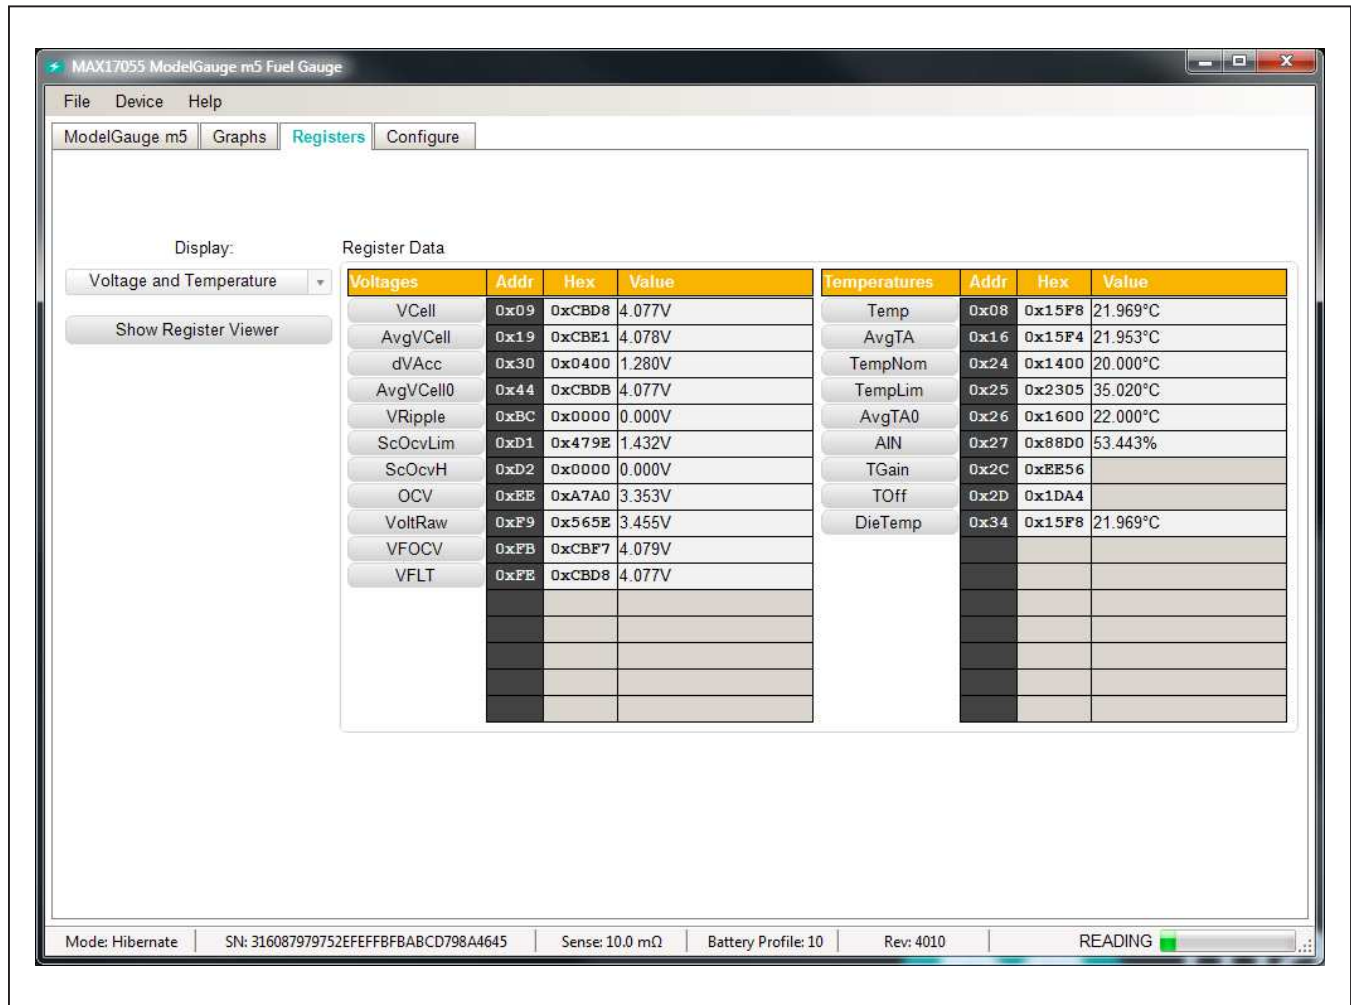 MAX17055 ModelGauge m5 Fuel Gauge
File Device Help
ModelGauge m5 Graphs Registers Configure
Display: Register Data
Voltage and Temperature
Show Register Viewer
Voltages Addr Hex Value Temperatures Addr Hex Value
VCell 0x09 0xCBD8 4.077V Temp 0x08 0x15F8 21.969°C
AvgVCell 0x19 0xCBE1 4.078V AvgTA 0x16 0x15F4 21.953°C
dVAcc 0x30 0x0400 1.280V TempNom 0x24 0x1400 20.000°C
AvgVCell0 0x44 0xCBDB 4.077V TempLim 0x25 0x2305 35.020°C
VRipple 0xBC 0x0000 0.000V AvgTA0 0x26 0x1600 22.000°C
ScOcvLim 0xD1 0x479E 1.432V AIN 0x27 0x88D0 53.443%
ScOcvH 0xD2 0x0000 0.000V TGain 0x2C 0xEE56
OCV 0xEE 0xA7A0 3.353V TOff 0x2D 0x1DA4
VoltRaw 0xF9 0x565E 3.455V DieTemp 0x34 0x15F8 21.969°C
VFOCV 0xFB 0xCBF7 4.079V
VFLT 0xFE 0xCBD8 4.077V
Mode: Hibernate SN: 316087979752EFEFFBFBABCD798A4645 Sense: 10.0 mΩ Battery Profile: 10 Rev: 4010 READING